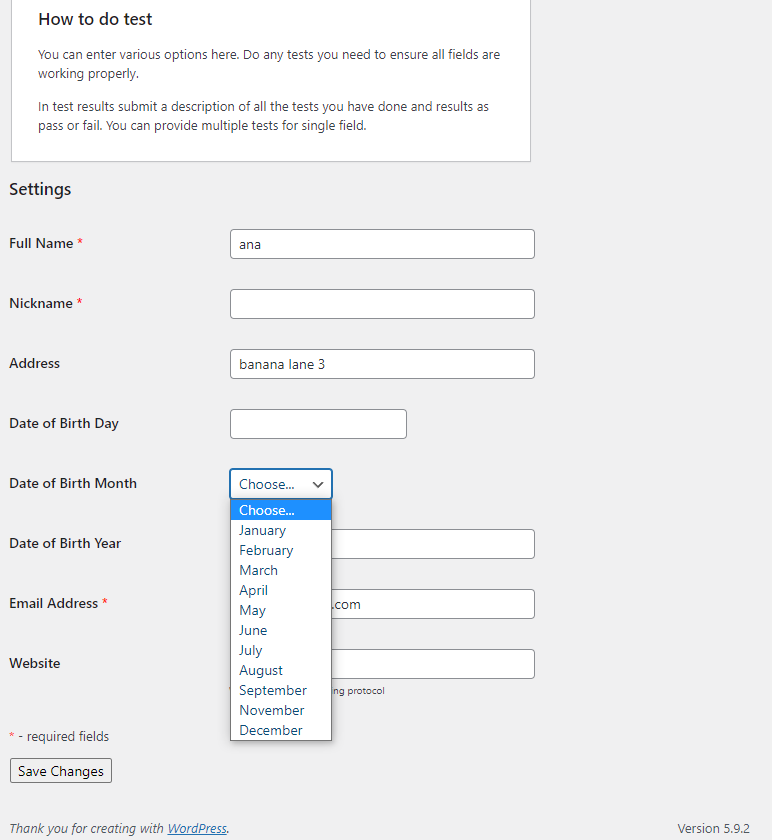 How to do test
You can enter various options here. Do any tests you need to ensure all fields are
working properly.
In test results submit a description of all the tests you have done and results as
pass or fail. You can provide multiple tests for single field.
Settings
Full Name * ana
Nickname *
Address banana lane 3
Date of Birth Day
Date of Birth Month Choose...
Choose...
January
February
Date of Birth Year
March
April
Email Address * .com
May
June
July
Website
August
September protocol
November
December
* - required fields
Save Changes
Thank you for creating with WordPress. Version 5.9.2